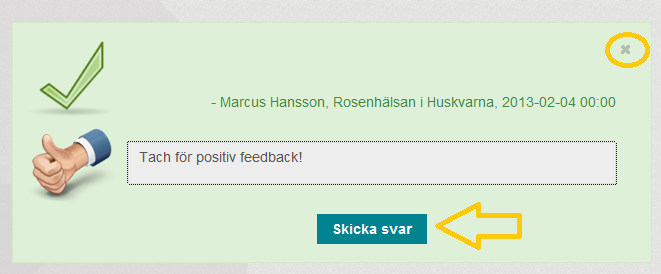 - Marcus Hansson, Rosenhälsan i Huskvarna, 2013-02-04 00:00
Tach för positiv feedback!
Skicka svar